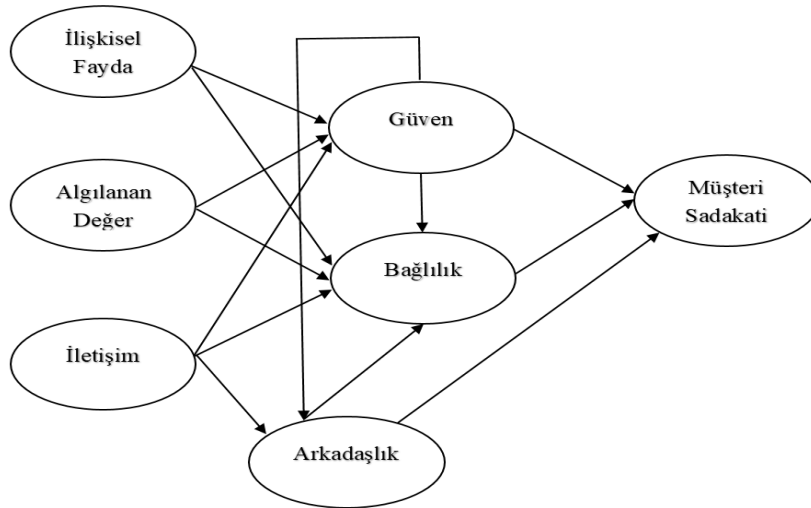 İlişkisel
Fayda
Güven
Algılanan
Değer
Müşteri
Sadakati
Bağlılık
İletişim
Arkadaşlık